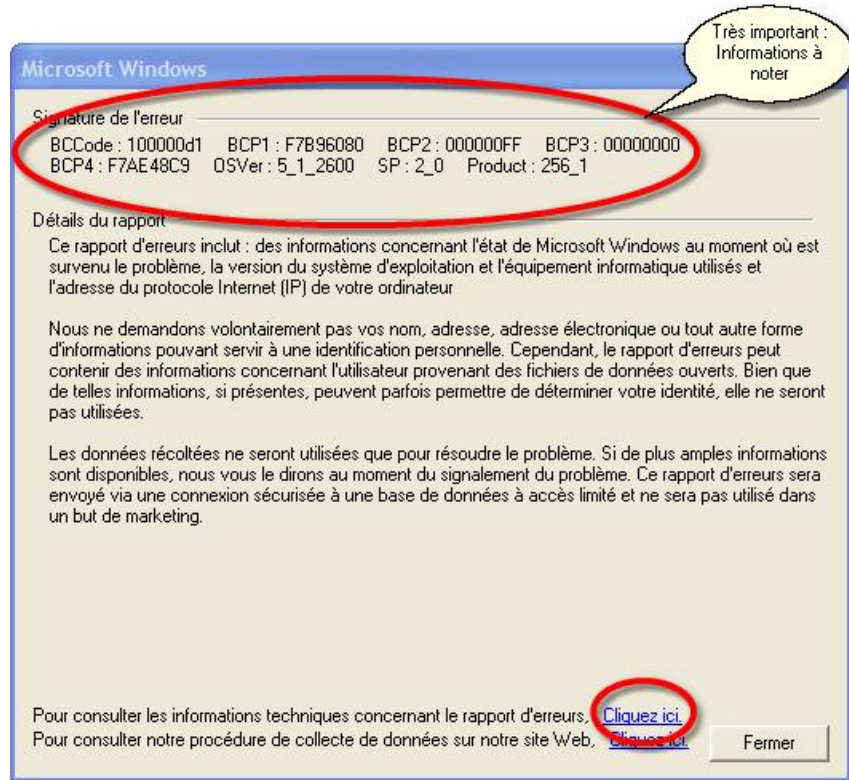 Très important :
Informations à
noter
Microsoft Windows
Signature de l'erreur
BCCode : 100000d1 BCP1 : F7B96080 BCP2 : 000000FF BCP3 : 00000000
BCP4 : F7AE48C9 OSVer : 5_1_2600 SP : 2_0 Product : 256_1
Détails du rapport
Ce rapport d'erreurs inclut : des informations concernant l'état de Microsoft Windows au moment où est
survenu le problème, la version du système d'exploitation et l'équipement informatique utilisés et
l'adresse du protocole Internet (IP) de votre ordinateur
Nous ne demandons volontairement pas vos nom, adresse, adresse électronique ou tout autre forme
d'informations pouvant servir à une identification personnelle. Cependant, le rapport d'erreurs peut
contenir des informations concernant l'utilisateur provenant des fichiers de données ouverts. Bien que
de telles informations, si présentes, peuvent parfois permettre de déterminer votre identité, elle ne seront
pas utilisées.
Les données récoltées ne seront utilisées que pour résoudre le problème. Si de plus amples informations
sont disponibles, nous vous le dirons au moment du signalement du problème. Ce rapport d'erreurs sera
envoyé via une connexion sécurisée à une base de données à accès limité et ne sera pas utilisé dans
un but de marketing.
Pour consulter les informations techniques concernant le rapport d'erreurs, Cliquez ici.
Pour consulter notre procédure de collecte de données sur notre site Web, Cliquez ici.
Fermer